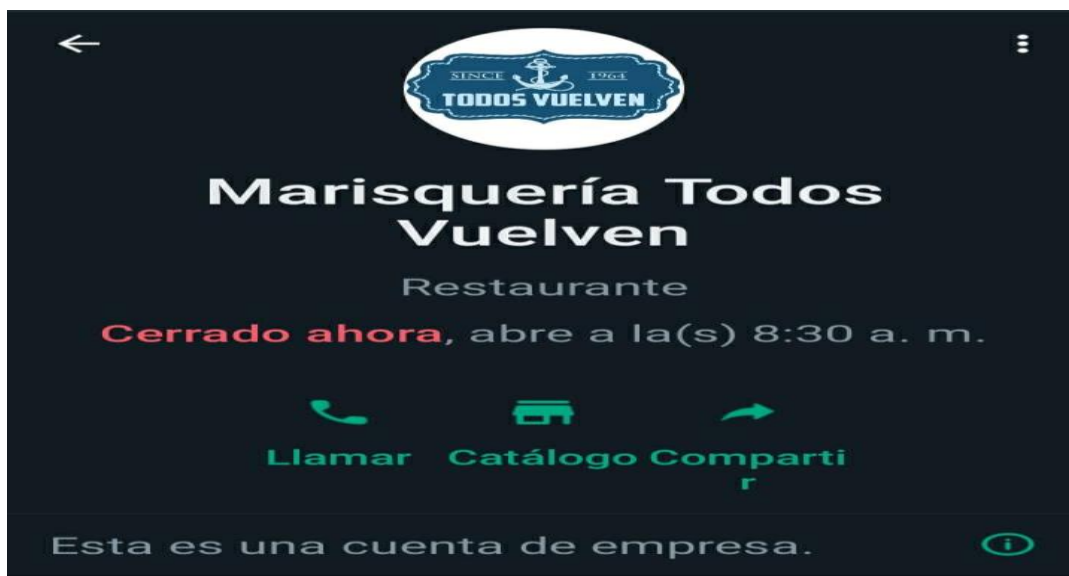 SINCE 1964
TODOS VUELVEN
Marisquería Todos
Vuelven
Restaurante
Cerrado ahora, abre a la(s) 8:30 a. m.
Llamar Catálogo Comparti
r
Esta es una cuenta de empresa.